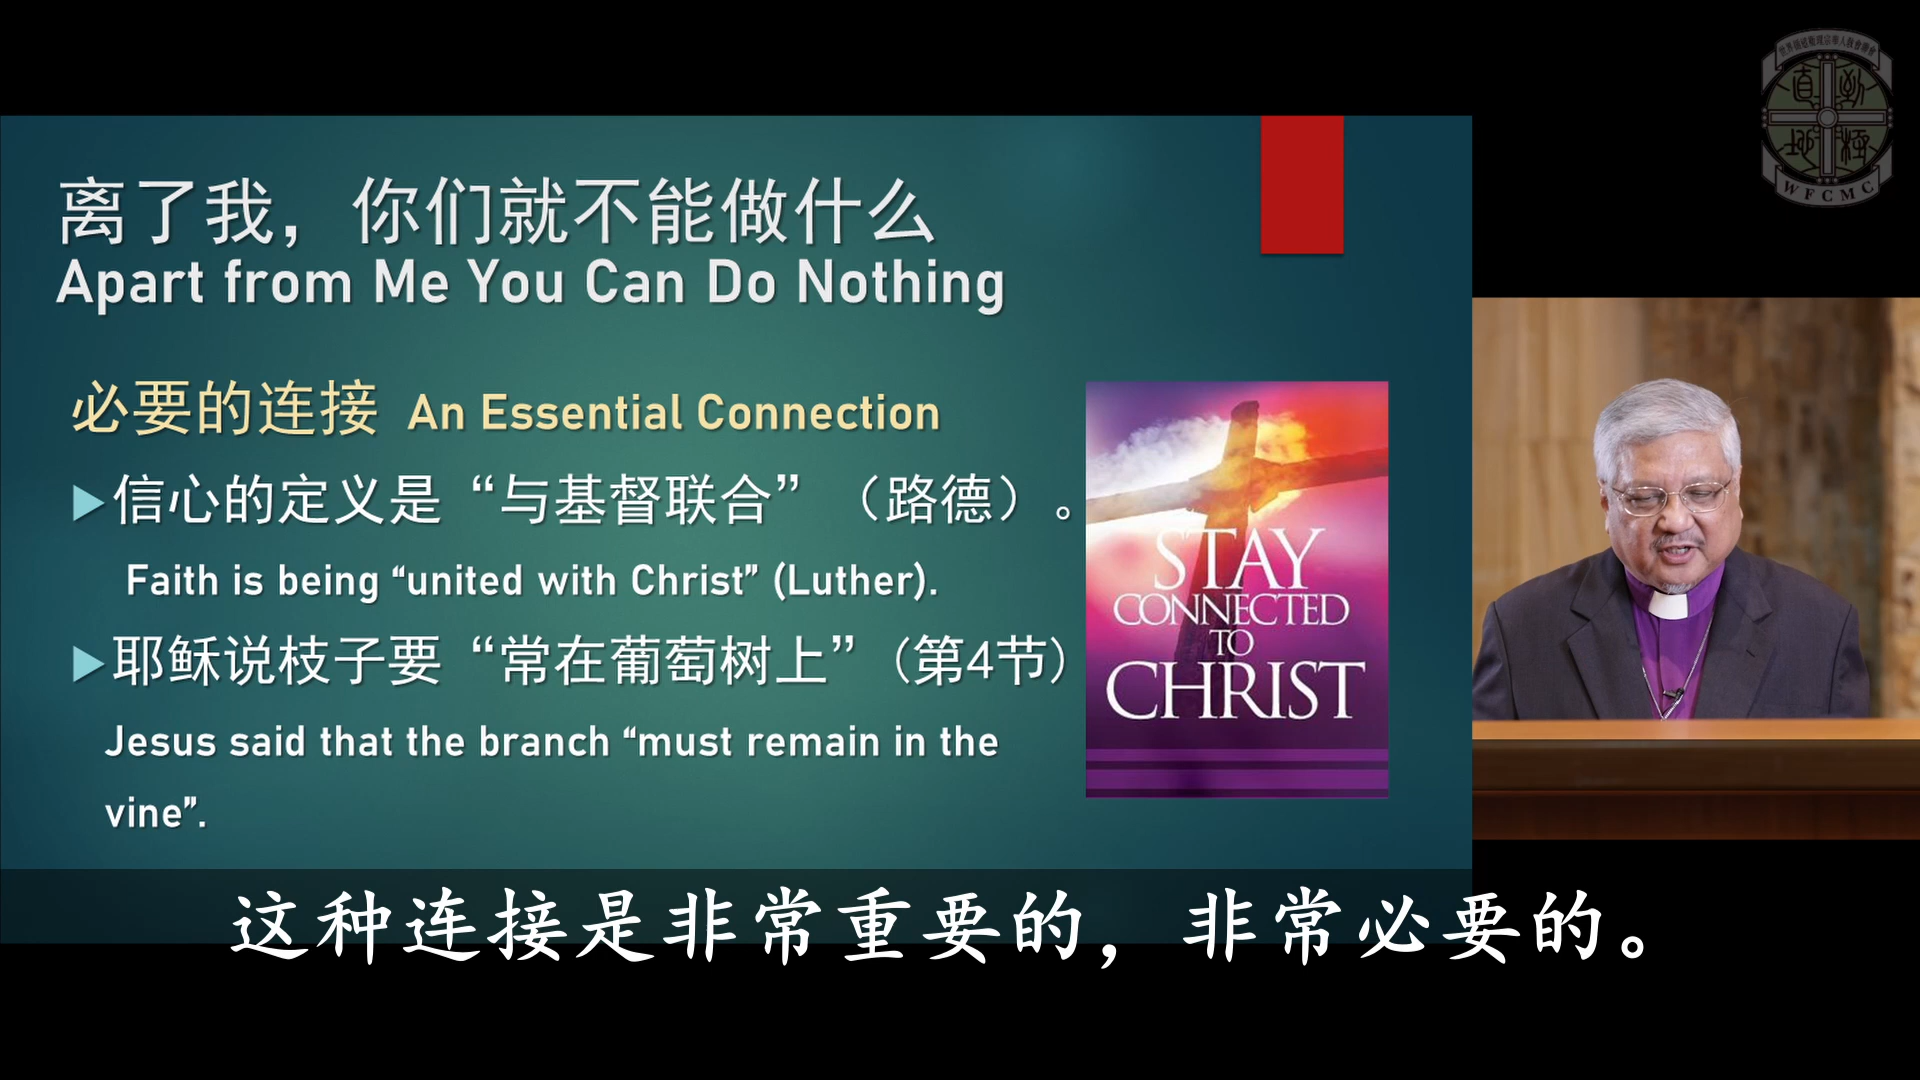 离了我，你们就不能做什么
Apart from Me You Can Do Nothing
必要的连接 An Essential Connection
信心的定义是“与基督联合”（路德）。
Faith is being “united with Christ” (Luther).
耶稣说枝子要“常在葡萄树上”（第4节）
Jesus said that the branch “must remain in the
vine”.
STAY
CONNECTED
TO
CHRIST
这种连接是非常重要的，非常必要的。
WFCMC